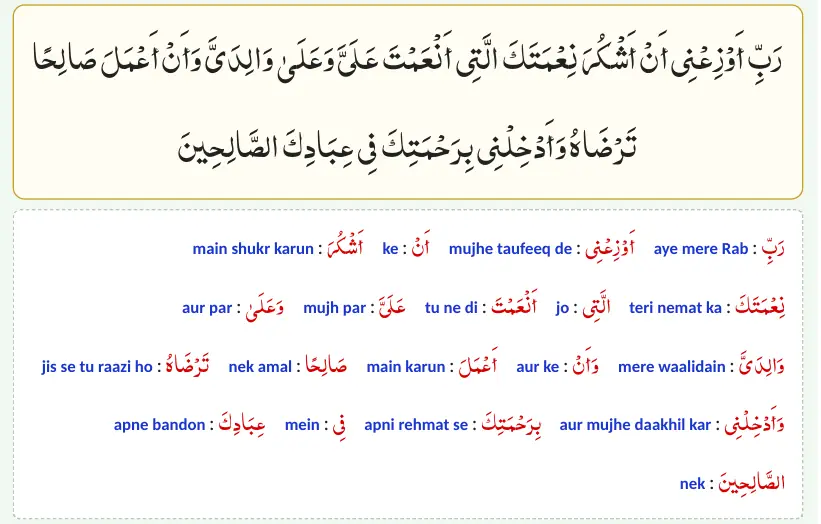 رَبِّ أَوْزِعْنِى أَنْ أَشْكُرَ نِعْمَتَكَ الَّتِى أَنْعَمْتَ عَلَىَّ وَعَلَىٰ وَالِدَىَّ وَأَنْ أَعْمَلَ صَالِحًا
تَرْضَاهُ وَأَدْخِلْنِى بِرَحْمَتِكَ فِى عِبَادِكَ الصَّالِحِينَ
رَبِّ : aye mere Rab أَوْزِعْنِى : mujhe taufeeq de أَنْ : ke أَشْكُرَ : main shukr karun
نِعْمَتَكَ : teri nemat ka الَّتِى : jo أَنْعَمْتَ : tu ne di عَلَىَّ : mujh par وَعَلَىٰ : aur par
وَالِدَىَّ : mere waalidain وَأَنْ : aur ke أَعْمَلَ : main karun صَالِحًا : nek amal تَرْضَاهُ : jis se tu raazi ho
وَأَدْخِلْنِى : aur mujhe daakhil kar بِرَحْمَتِكَ : apni rehmat se فِى : mein عِبَادِكَ : apne bandon
الصَّالِحِينَ : nek